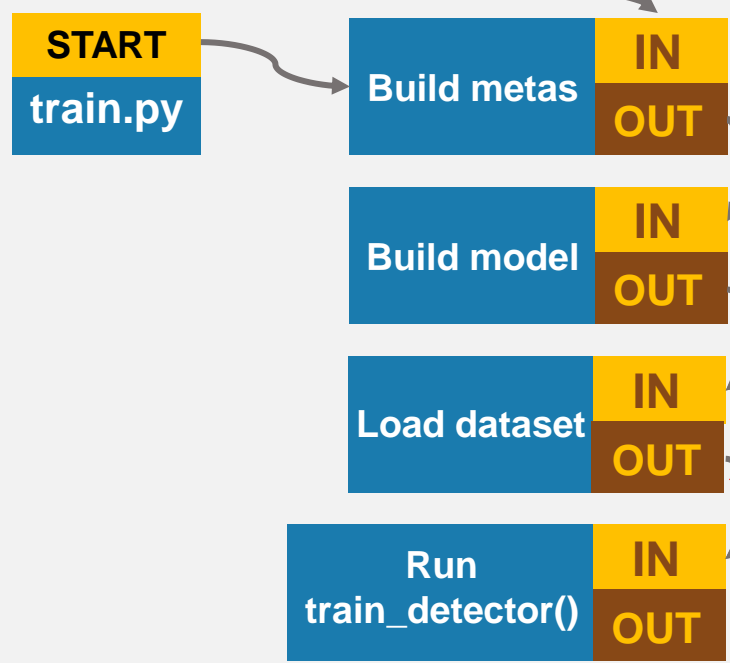 START
train.py
Build metas
IN
OUT
Build model
IN
OUT
Load dataset
IN
OUT
Run
train_detector()
IN
OUT